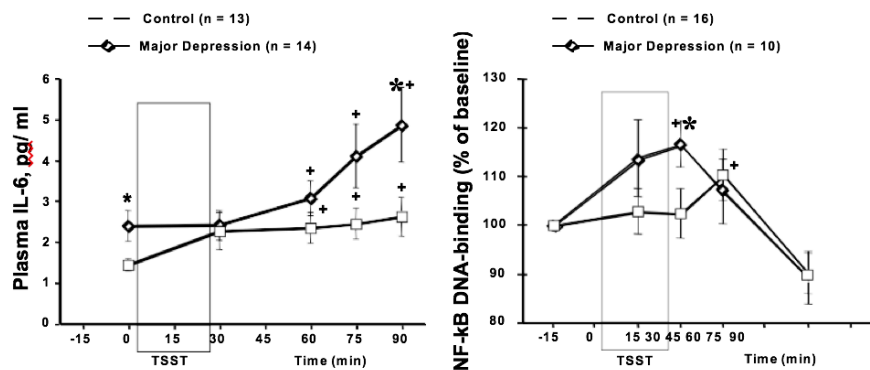 Control (n = 13)
Major Depression (n = 14)
Plasma IL-6, pg/ ml
6
5
4
3
2
1
0
*
+
+
+
+
*+
+
-15 0 15 30 45 60 75 90
TSST Time (min)
Control (n = 16)
Major Depression (n = 10)
NF-kB DNA-binding (% of baseline)
130
120
110
100
90
80
+*
+
-15 0 15 30 45 60 75 90
TSST Time (min)